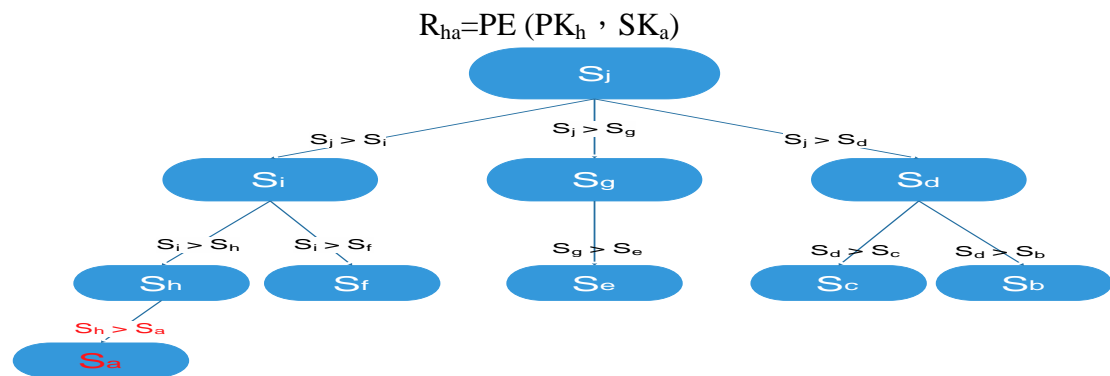 Rha=PE (PKh，SKa)
Sj
Sj > Si
Sj > Sg
Sj > Sd
Si
Sg
Sd
Si > Sh
Si > Sf
Sg > Se
Sd > Sc
Sd > Sb
Sh
Sf
Se
Sc
Sb
Sh > Sa
Sa